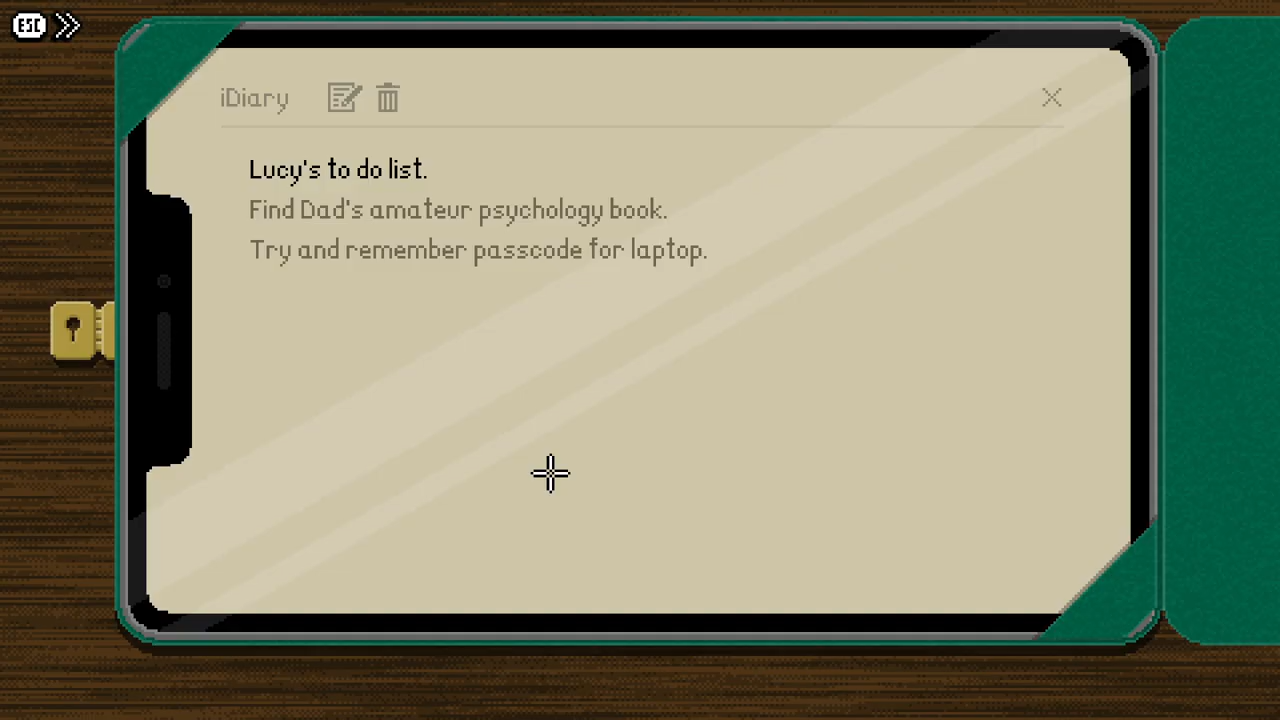 ESC
iDiary
Lucy's to do list.
Find Dad's amateur psychology book.
Try and remember passcode for laptop.